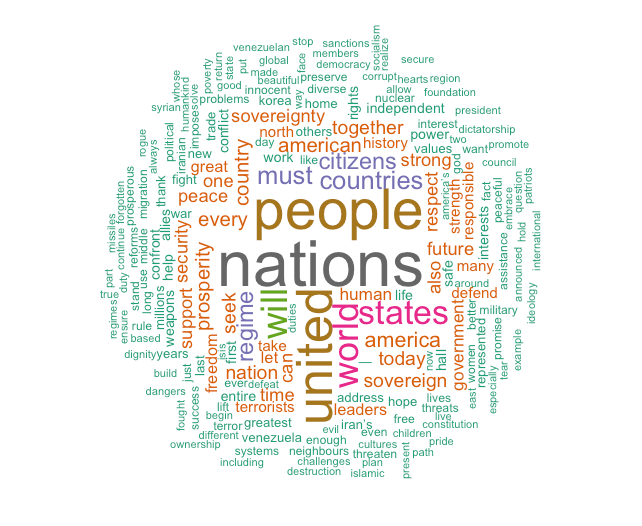 nations
people
united
will
world
states
must
countries
citizens
regime
sovereignty
together
american
history
strong
country
north
others
day
work
like
great
one
peace
every
security
prosperity
support
seek
freedom
nation
time
terrorists
first
take
let
can
human
life
america
today
sovereign
leaders
government
future
also
many
defend
respect
strength
responsible
safe
around
america's
god
values
want
power
two
interest
independent
rights
nuclear
way
home
korea
innocent
diverse
beautiful
preserve
made
global
members
democracy
venezuelan
stop
sanctions
face
put
state
good
return
poverty
problems
whose
syrian
humankind
solve
impose
iranian
trade
conflict
new
political
fight
war
thank
always
rogue
migration
prosperous
forgotten
continue
missiles
allies
confront
middle
reforms
duty
part
help
use
stand
true
long
regimes
ensure
rule
millions
weapons
based
dignity
years
build
last
just
dangers
success
fought
ever
defeat
isis
duties
entire
lift
begin
terror
greatest
different
ownership
venezuela
systems
enough
including
neighbours
challenges
destruction
evil
address
iran's
hope
even
cultures
threaten
plan
islamic
free
children
lives
threats
live
constitution
pride
path
present
hall
now
—
east
women
better
represented
promise
especially
tear
example
military
announced
assistance
interests
fact
peaceful
embrace
question
hold
patriots
ideology
international
council
promote
dictatorship
president
foundation
region
secure
hearts
allow
corrupt
socialism
realize